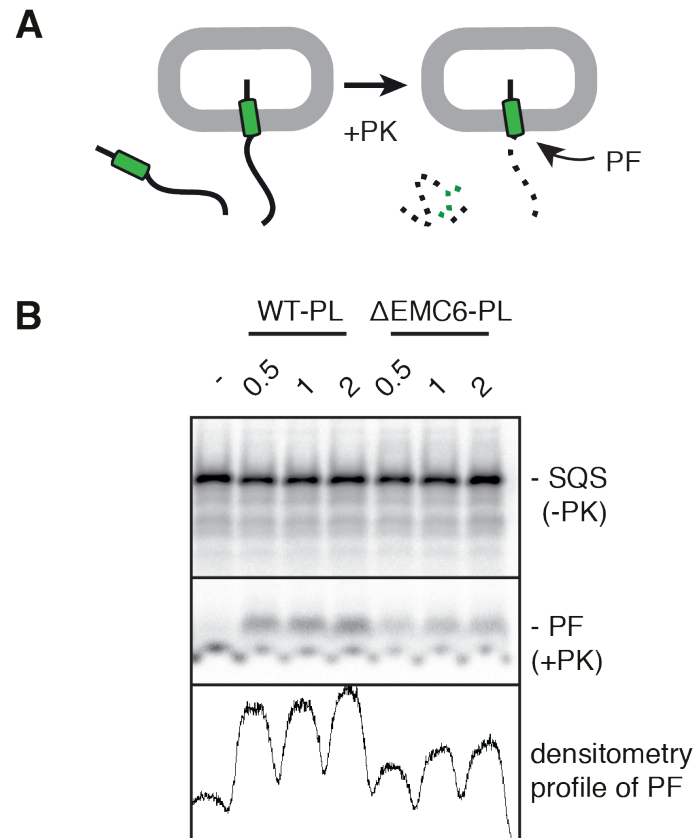 A
+PK
PF
B
WT-PL ΔEMC6-PL
- 0.5 1 2 0.5 1 2
- SQS
(-PK)
- PF
(+PK)
densitometry
profile of PF